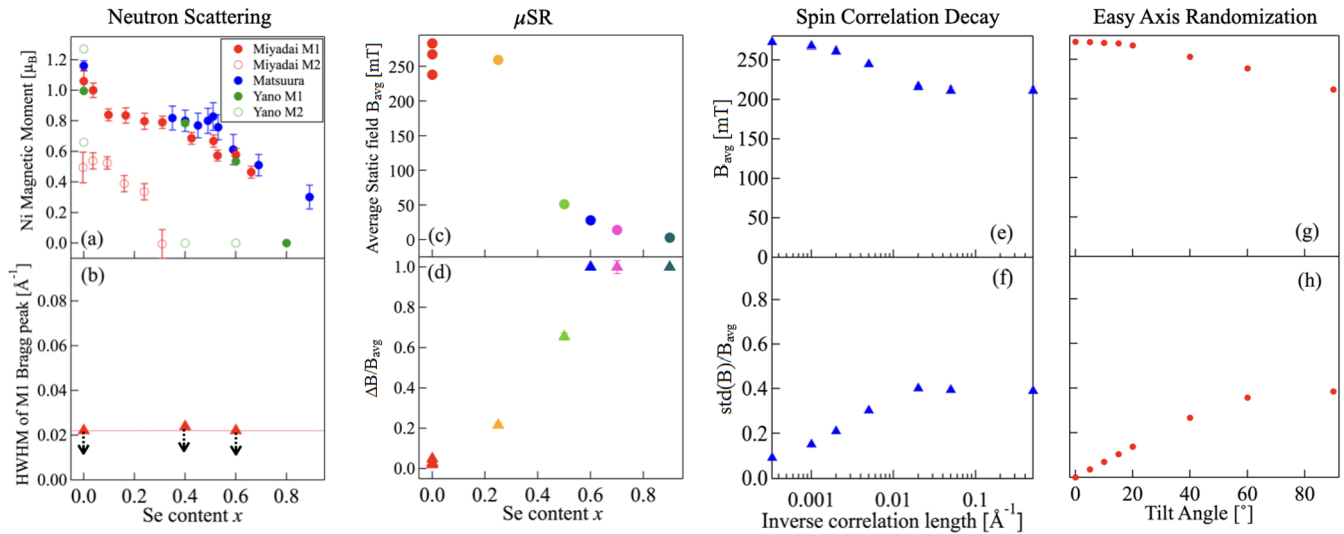 Neutron Scattering
Ni Magnetic Moment [μB]
1.2
1.0
0.8
0.6
0.4
0.2
0.0
Miyadai M1
Miyadai M2
Matsuura
Yano M1
Yano M2
(a)
HWHM of M1 Bragg peak [Å⁻¹]
0.08
0.06
0.04
0.02
0.00
(b)
0.0 0.2 0.4 0.6 0.8
Se content x
μSR
Average Static field Bavg [mT]
250
200
150
100
50
0
(c)
ΔB/Bavg
1.0
0.8
0.6
0.4
0.2
0.0
(d)
0.0 0.2 0.4 0.6 0.8
Se content x
Spin Correlation Decay
Bavg [mT]
250
200
150
100
50
0
(e)
std(B)/Bavg
0.8
0.6
0.4
0.2
0.0
(f)
0.001 0.01 0.1
Inverse correlation length [Å⁻¹]
Easy Axis Randomization
(g)
(h)
0 20 40 60 80
Tilt Angle [°]